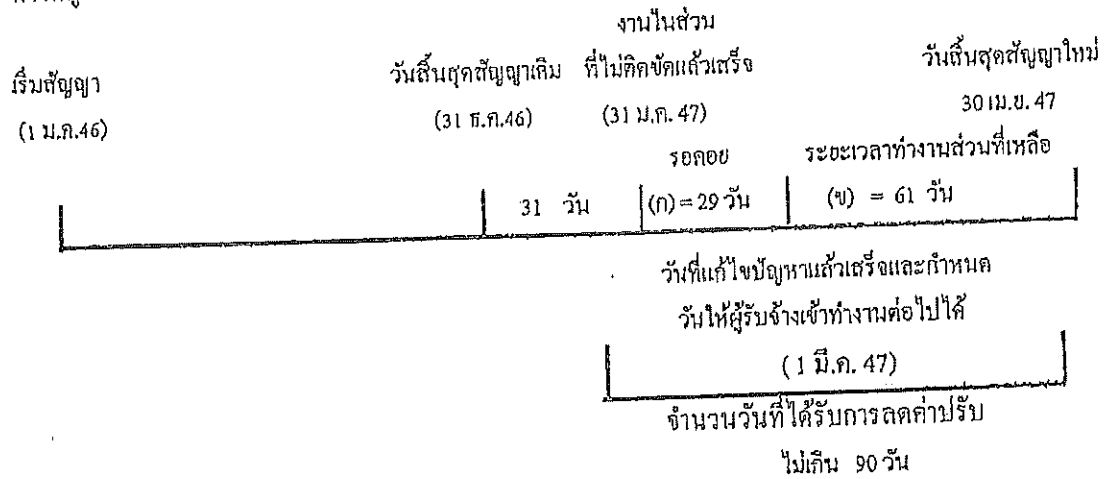 งานในส่วน
เริ่มสัญญา วันสิ้นสุดสัญญาเดิม ที่ไม่ติดขัดแล้วเสร็จ วันสิ้นสุดสัญญาใหม่
(1 ม.ค.46) (31 ธ.ค.46) (31 ม.ค. 47) 30 เม.ย. 47
รอคอย ระยะเวลาทำงานส่วนที่เหลือ
31 วัน (ก) = 29 วัน (ข) = 61 วัน
วันที่แก้ไขปัญหาแล้วเสร็จและกำหนด
วันให้ผู้รับจ้างเข้าทำงานต่อไปได้
( 1 มี.ค. 47)
จำนวนวันที่ได้รับการลดค่าปรับ
ไม่เกิน 90 วัน